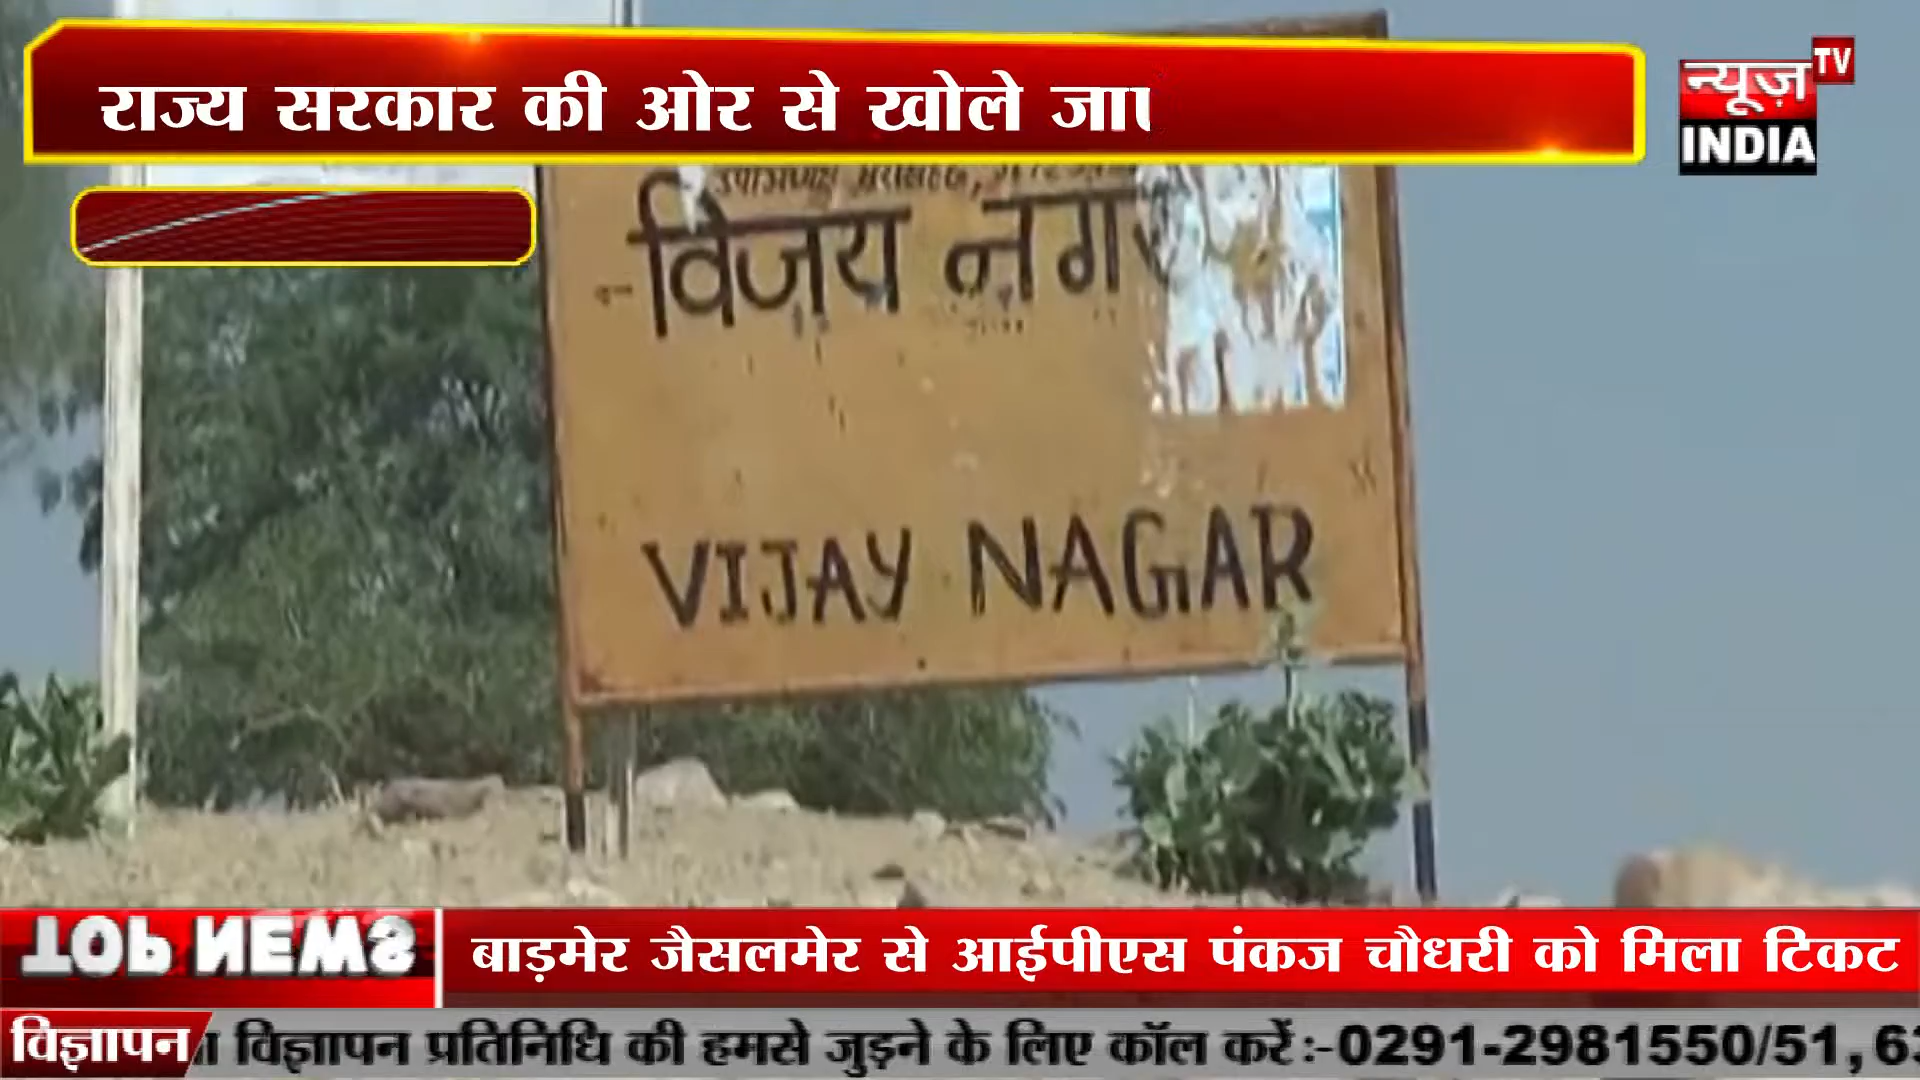 राज्य सरकार की ओर से खोले
न्यूज़ TV
INDIA
विजय नगर
VIJAY NAGAR
TOP NEWS
बाड़मेर जैसलमेर से आईपीएस पंकज चौधरी को मिला टिकट
विज्ञापन
विज्ञापन प्रतिनिधि की हमसे जुड़ने के लिए कॉल करें :-0291-2981550/51, 63